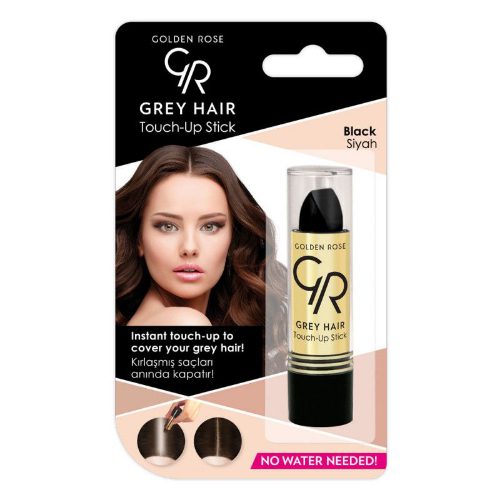 GOLDEN ROSE
GR
GREY HAIR
Touch-Up Stick
Black
Siyah
GOLDEN ROSE
GR
GREY HAIR
Touch-Up Stick
Instant touch-up to
cover your grey hair!
Kırlaşmış saçları
anında kapatır!
NO WATER NEEDED!